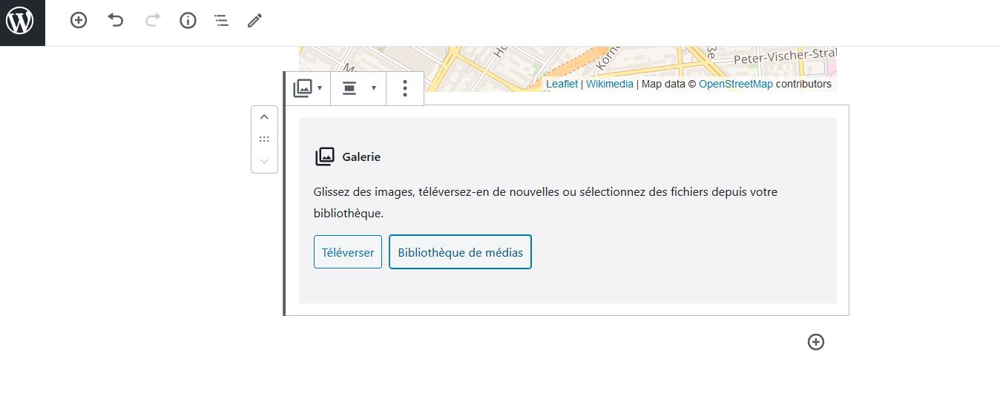 Peter-Vischer-Straß
Leaflet | Wikimedia | Map data © OpenStreetMap contributors
Galerie
Glissez des images, téléversez-en de nouvelles ou sélectionnez des fichiers depuis votre
bibliothèque.
Téléverser
Bibliothèque de médias